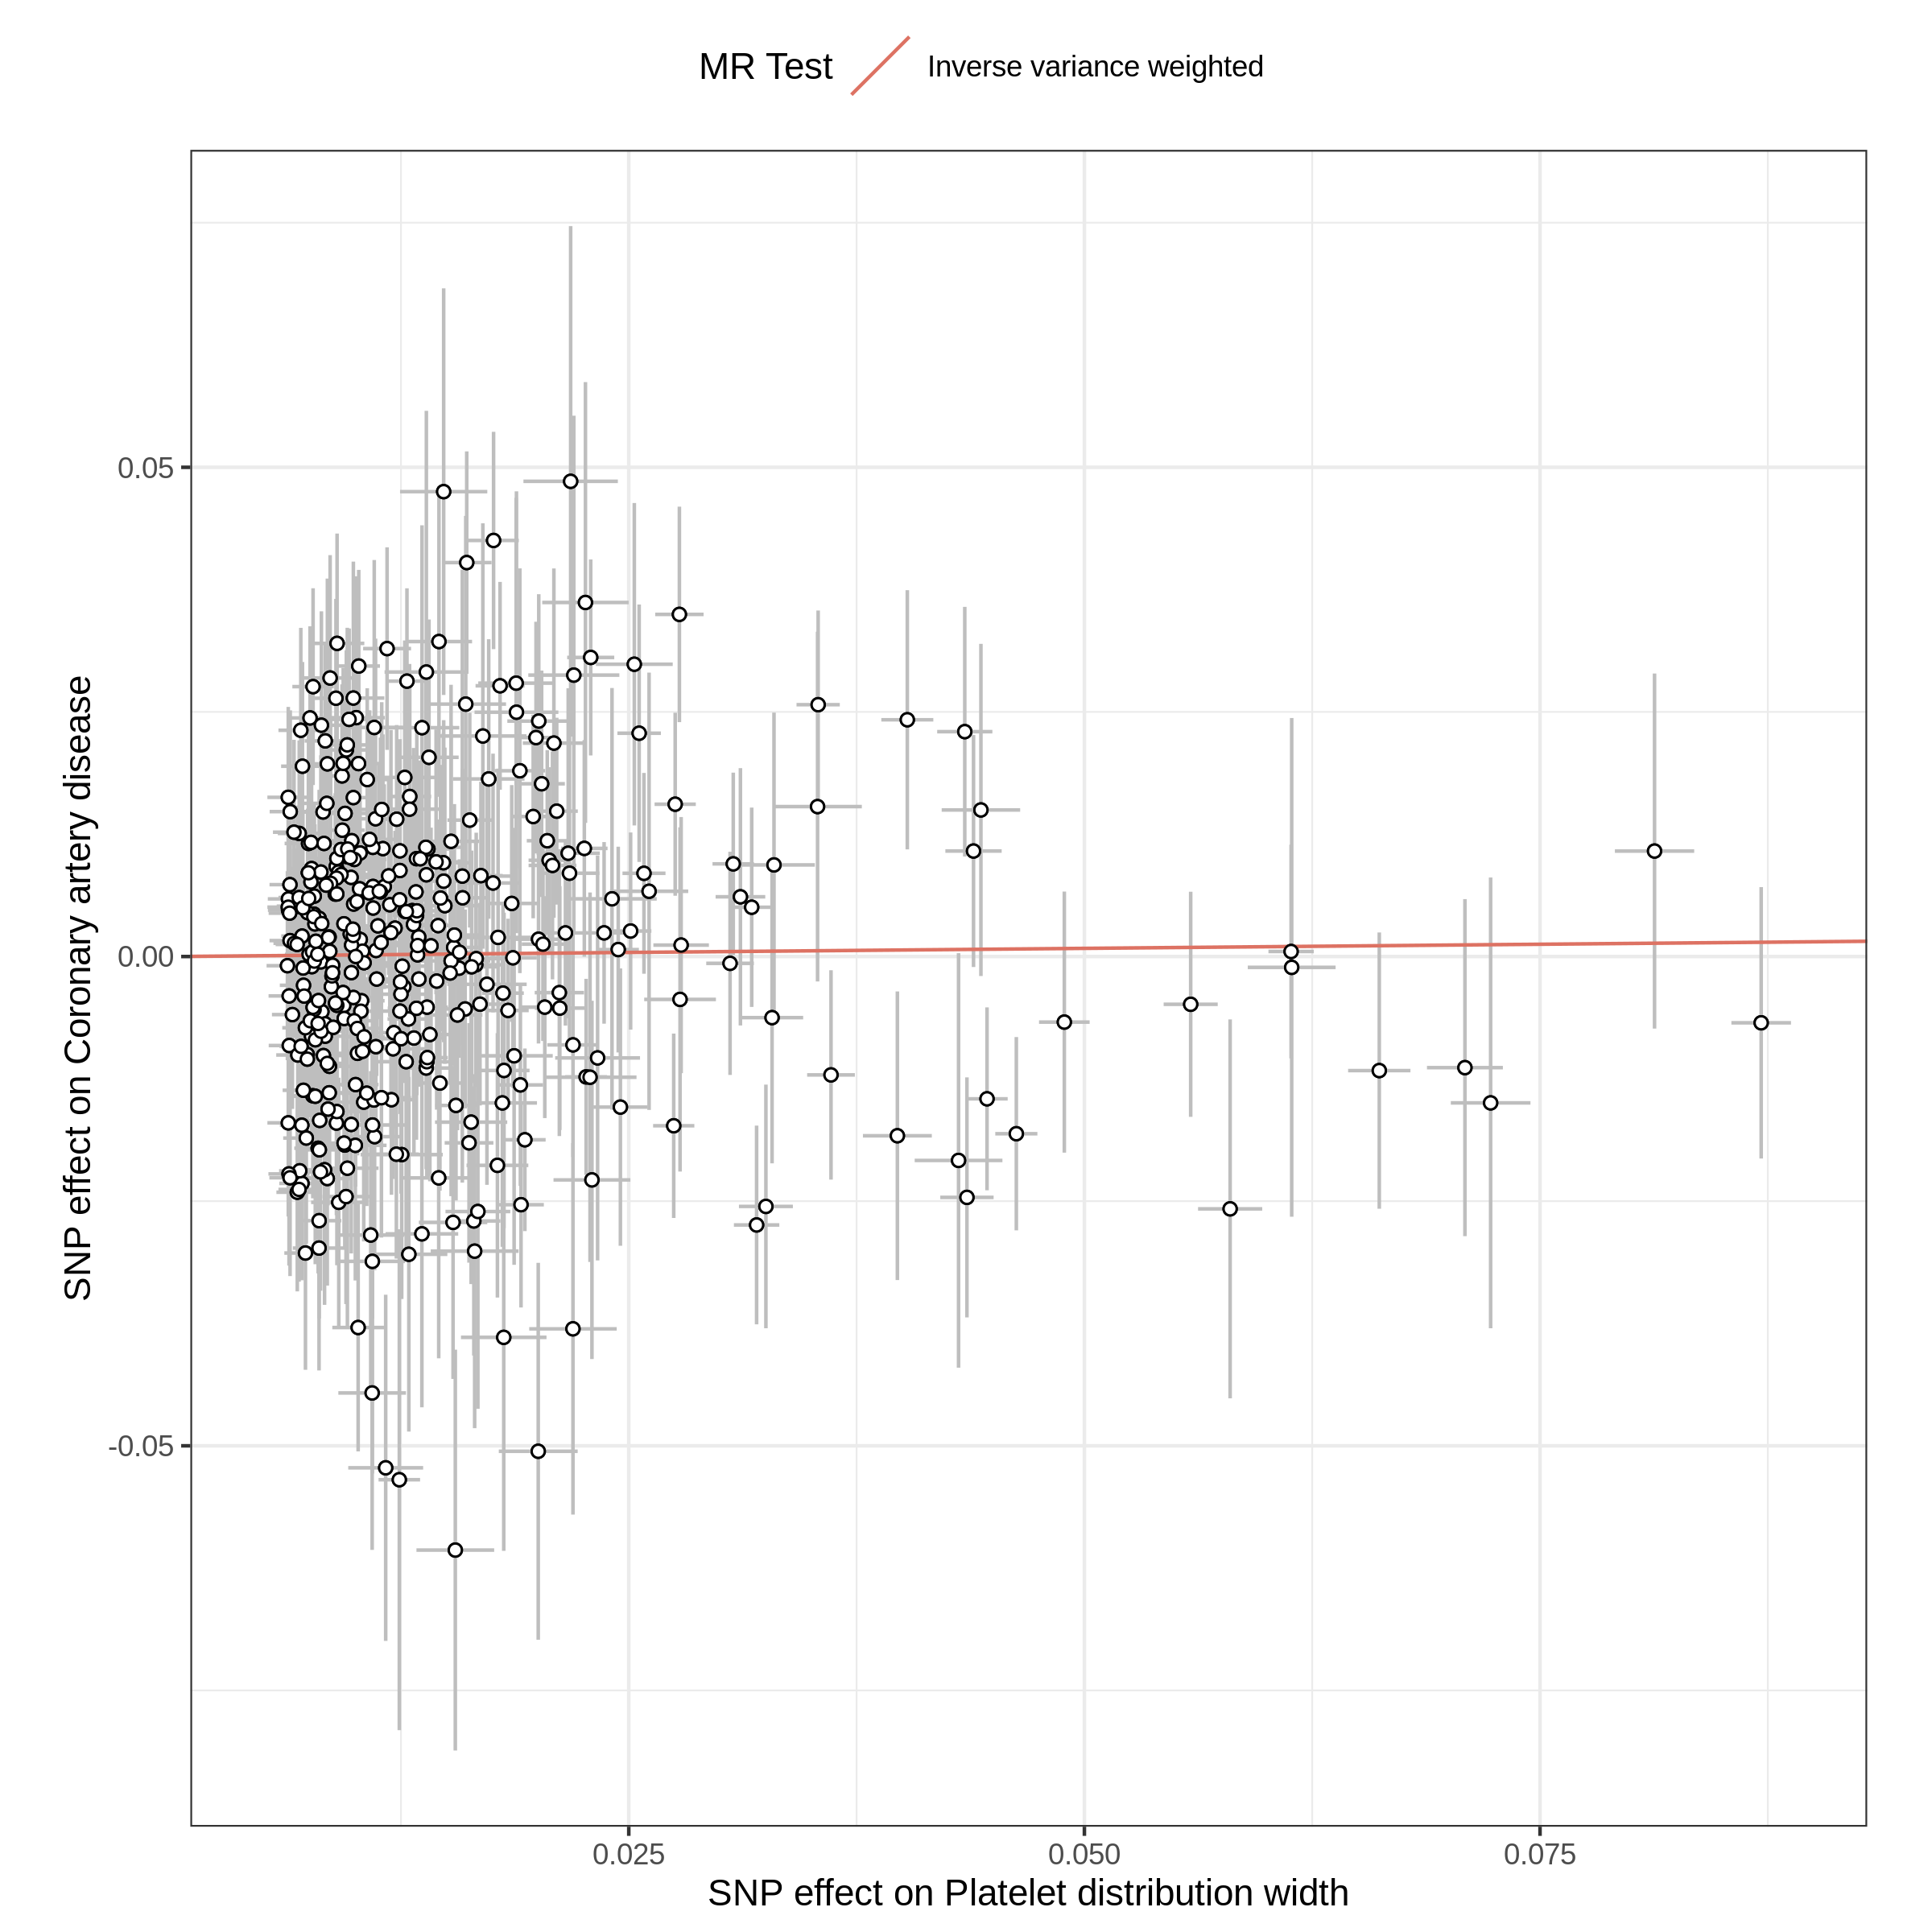 MR Test Inverse variance weighted
SNP effect on Coronary artery disease
0.05
0.00
-0.05
0.025 0.050 0.075
SNP effect on Platelet distribution width